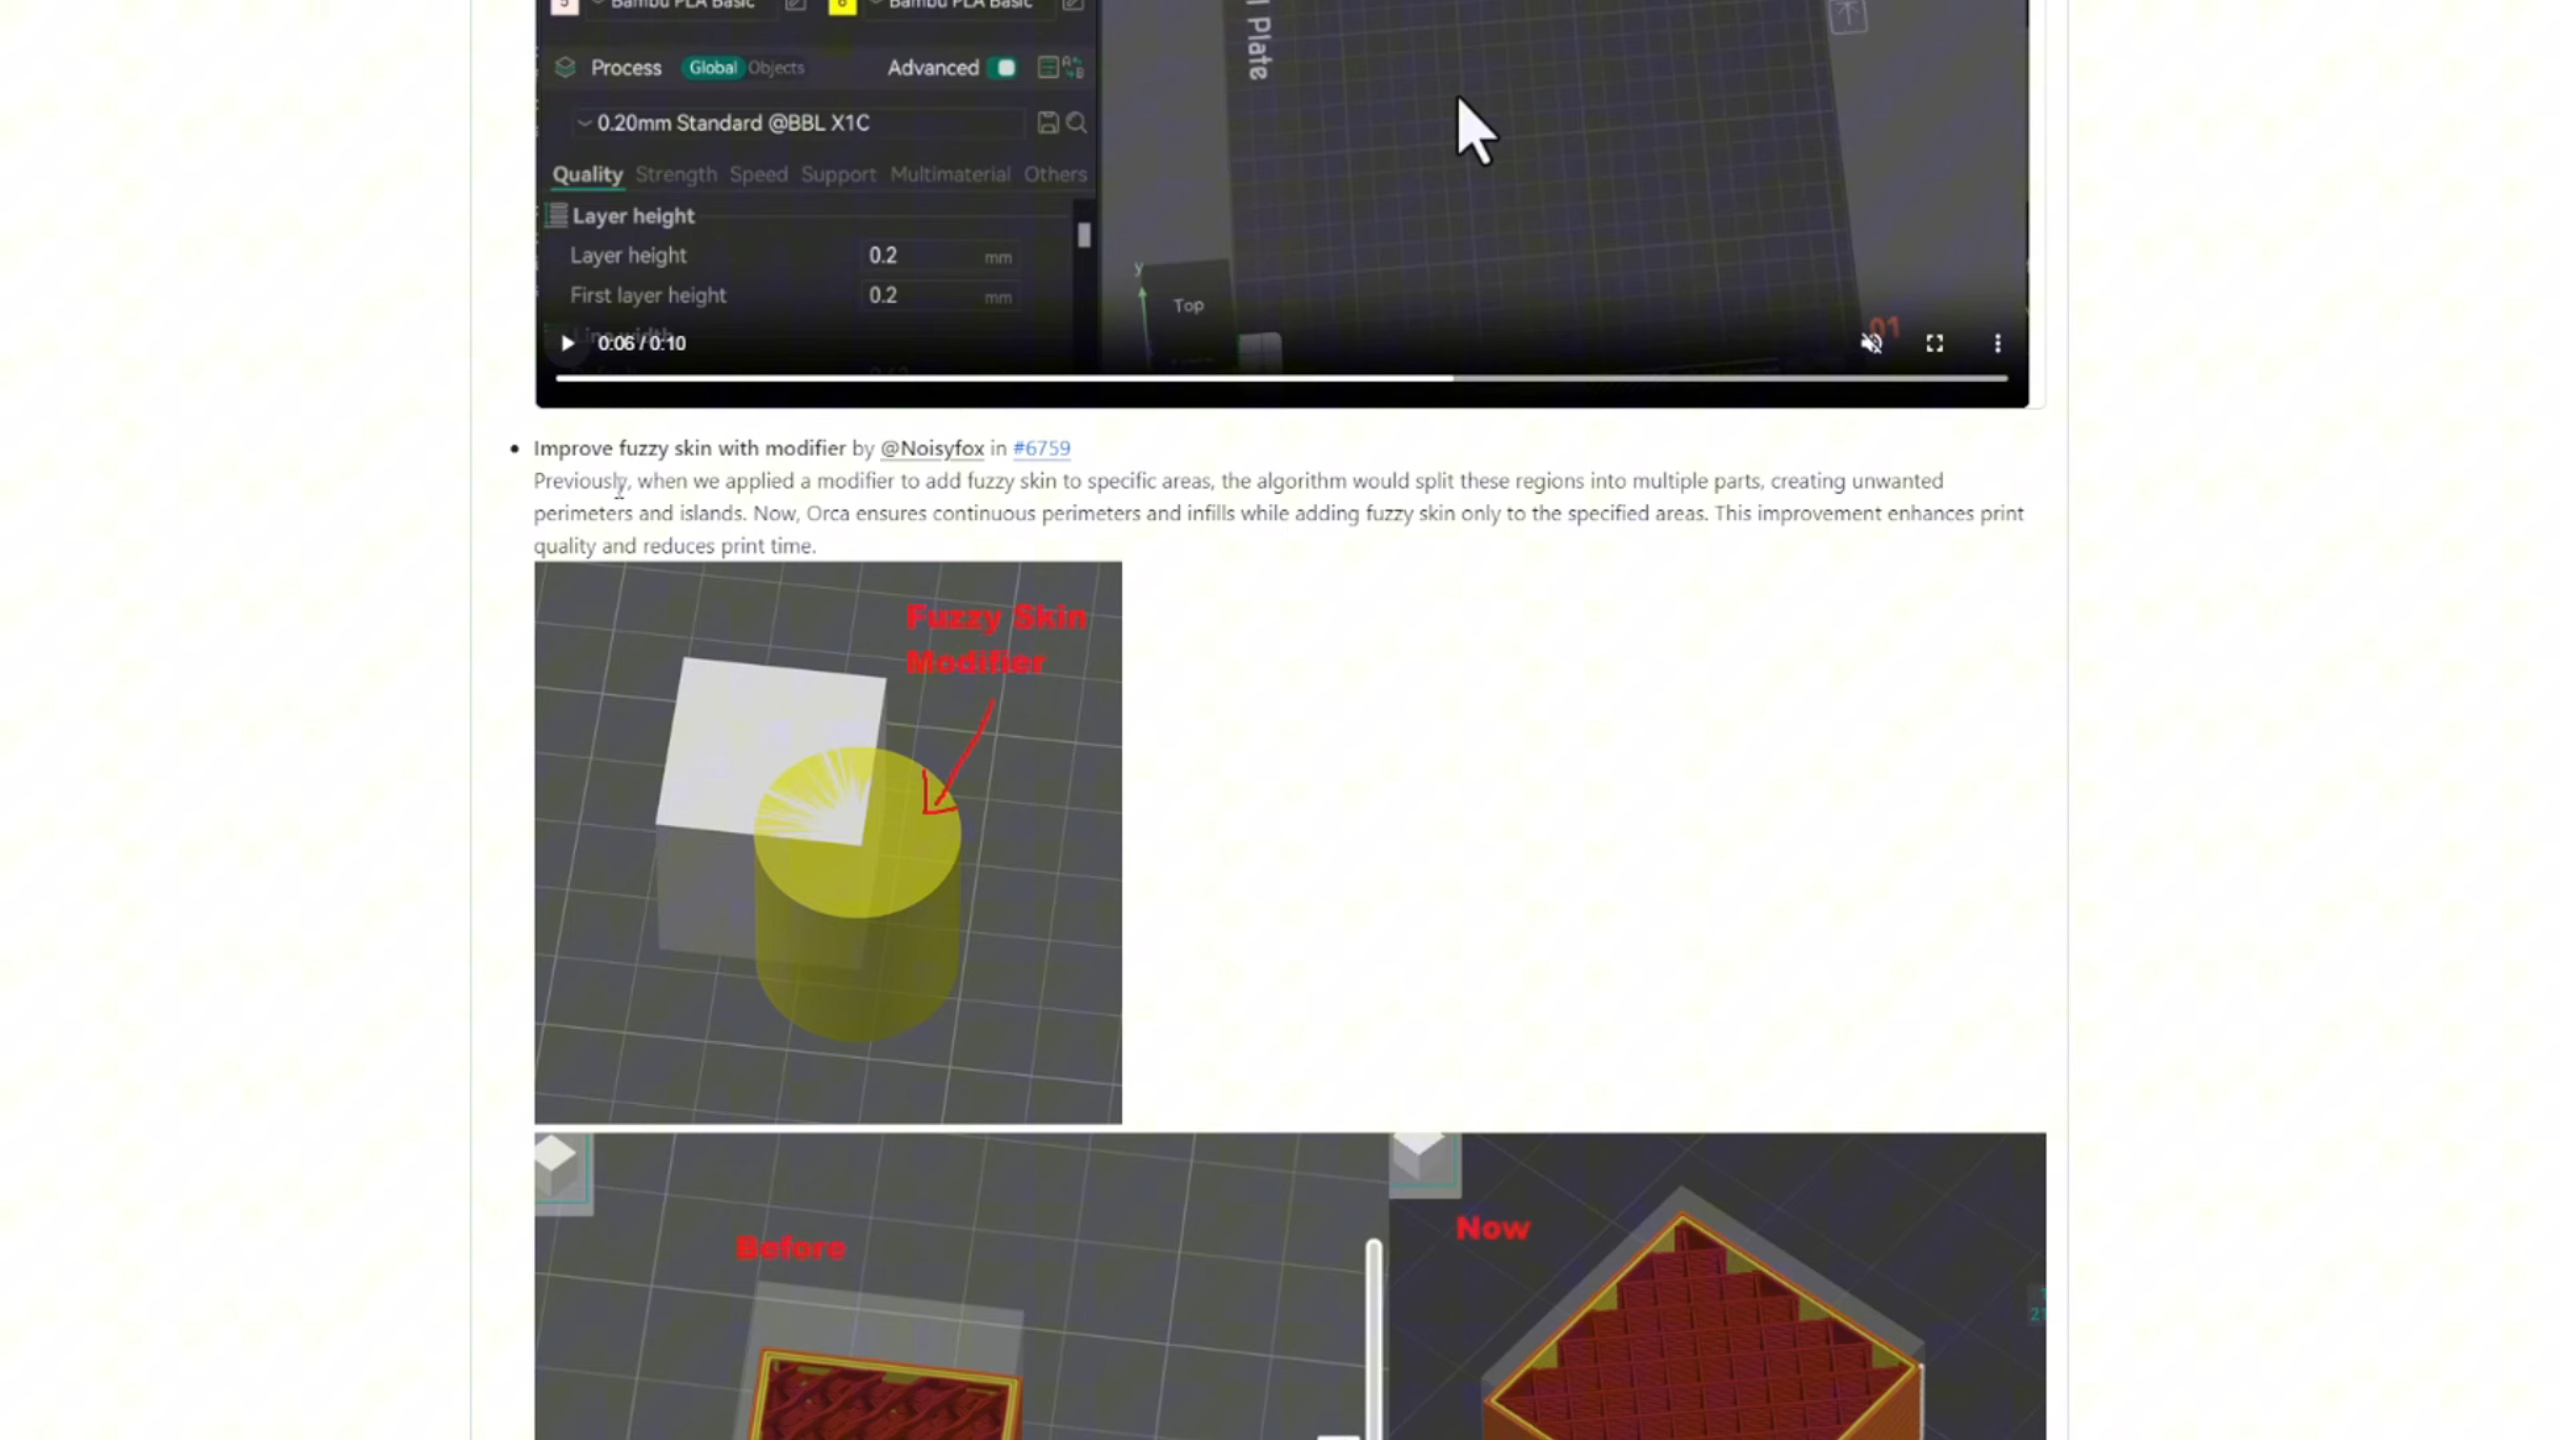 5 Bambu PLA Basic 6 Bambu PLA Basic
l Plate
Process Global Objects Advanced
0.20mm Standard @BBL X1C
Quality Strength Speed Support Multimaterial Others
Layer height
Layer height 0.2 mm
First layer height 0.2 mm
Line width
y
Top
01
0:06 / 0:10
• Improve fuzzy skin with modifier by @Noisyfox in #6759
Previously, when we applied a modifier to add fuzzy skin to specific areas, the algorithm would split these regions into multiple parts, creating unwanted
perimeters and islands. Now, Orca ensures continuous perimeters and infills while adding fuzzy skin only to the specified areas. This improvement enhances print
quality and reduces print time.
Fuzzy Skin
Modifier
Before
Now